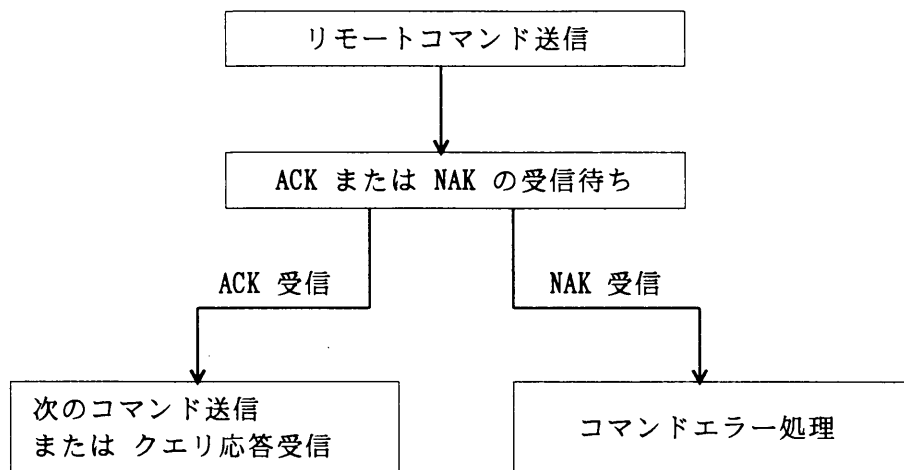 リモートコマンド送信
ACK または NAK の受信待ち
ACK 受信
NAK 受信
次のコマンド送信
または クエリ応答受信
コマンドエラー処理